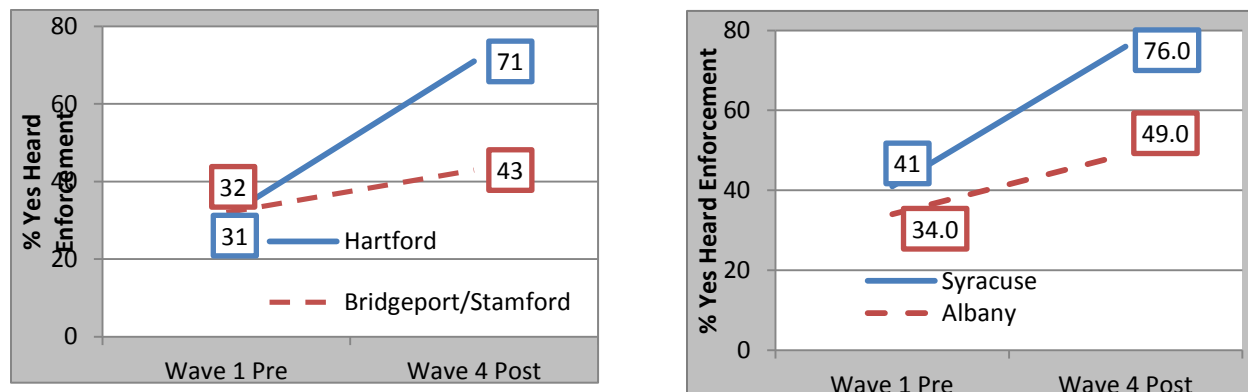 80
60
40
20
0
% Yes Heard
Enforcement
32
31
71
43
Hartford
Bridgeport/Stamford
Wave 1 Pre
Wave 4 Post
80
60
40
20
0
% Yes Heard Enforcement
41
34.0
76.0
49.0
Syracuse
Albany
Wave 1 Pre
Wave 4 Post